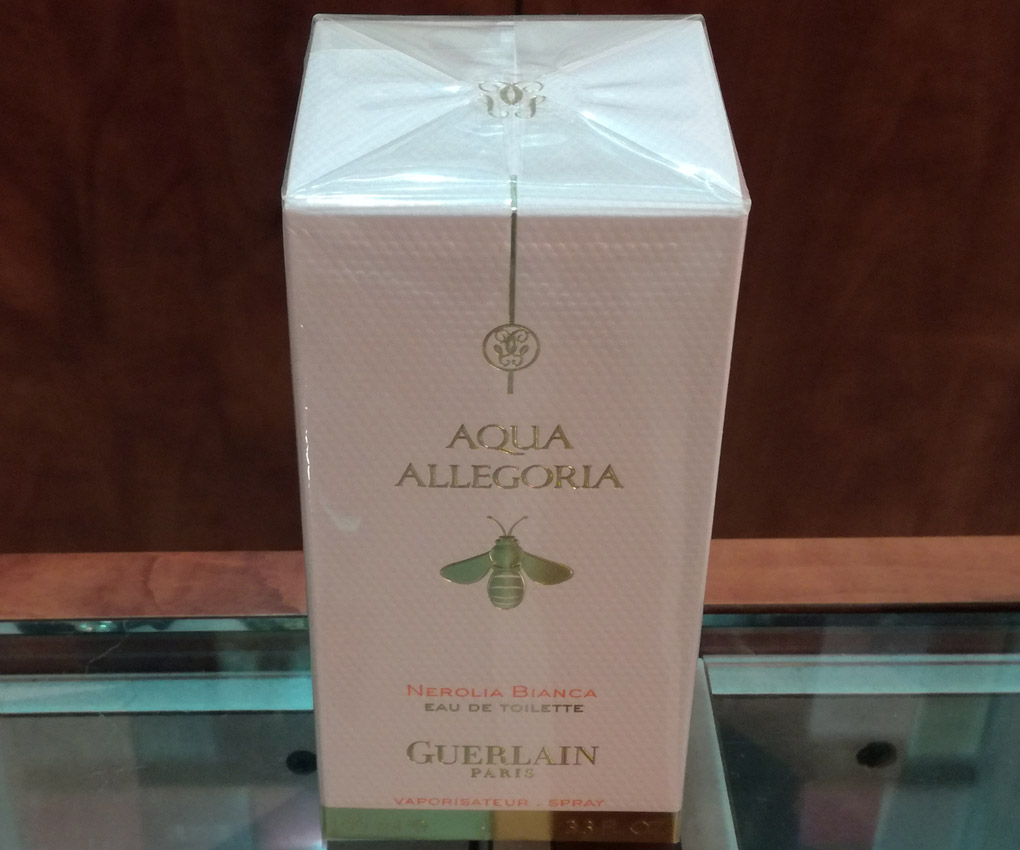 AQUA
ALLEGORIA
NEROLIA BIANCA
EAU DE TOILETTE
GUERLAIN
PARIS
VAPORISATEUR . SPRAY